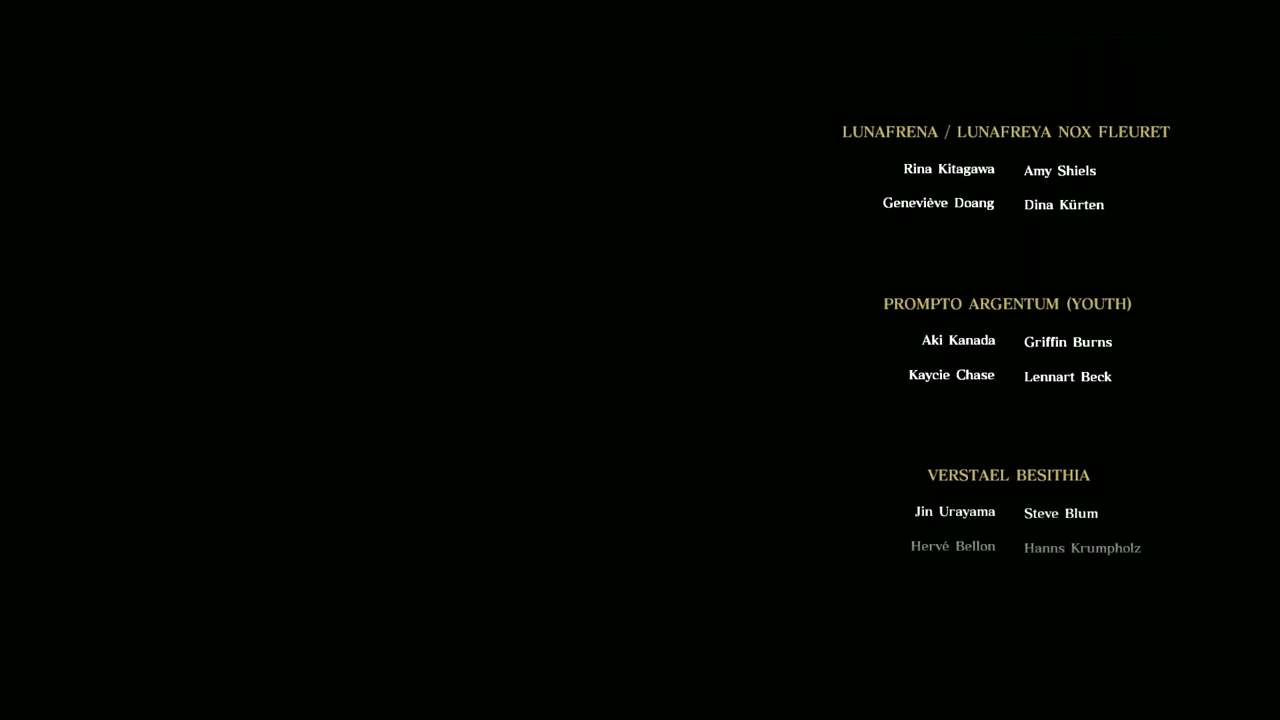 LUNAFRENA / LUNAFREYA NOX FLEURET
Rina Kitagawa Amy Shiels
Geneviève Doang Dina Kürten
PROMPTO ARGENTUM (YOUTH)
Aki Kanada Griffin Burns
Kaycie Chase Lennart Beck
VERSTAEL BESITHIA
Jin Urayama Steve Blum
Hervé Bellon Hanns Krumpholz